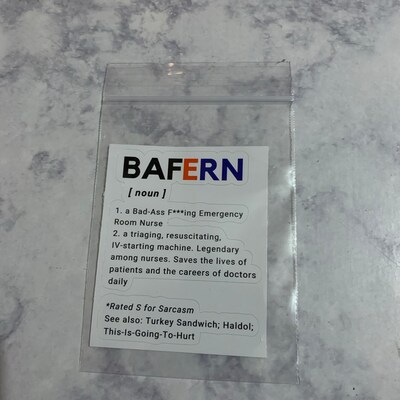 BAFERN
[ noun ]
1. a Bad-Ass F***ing Emergency
Room Nurse
2. a triaging, resuscitating,
IV-starting machine. Legendary
among nurses. Saves the lives of
patients and the careers of doctors
daily
*Rated S for Sarcasm
See also: Turkey Sandwich; Haldol;
This-Is-Going-To-Hurt